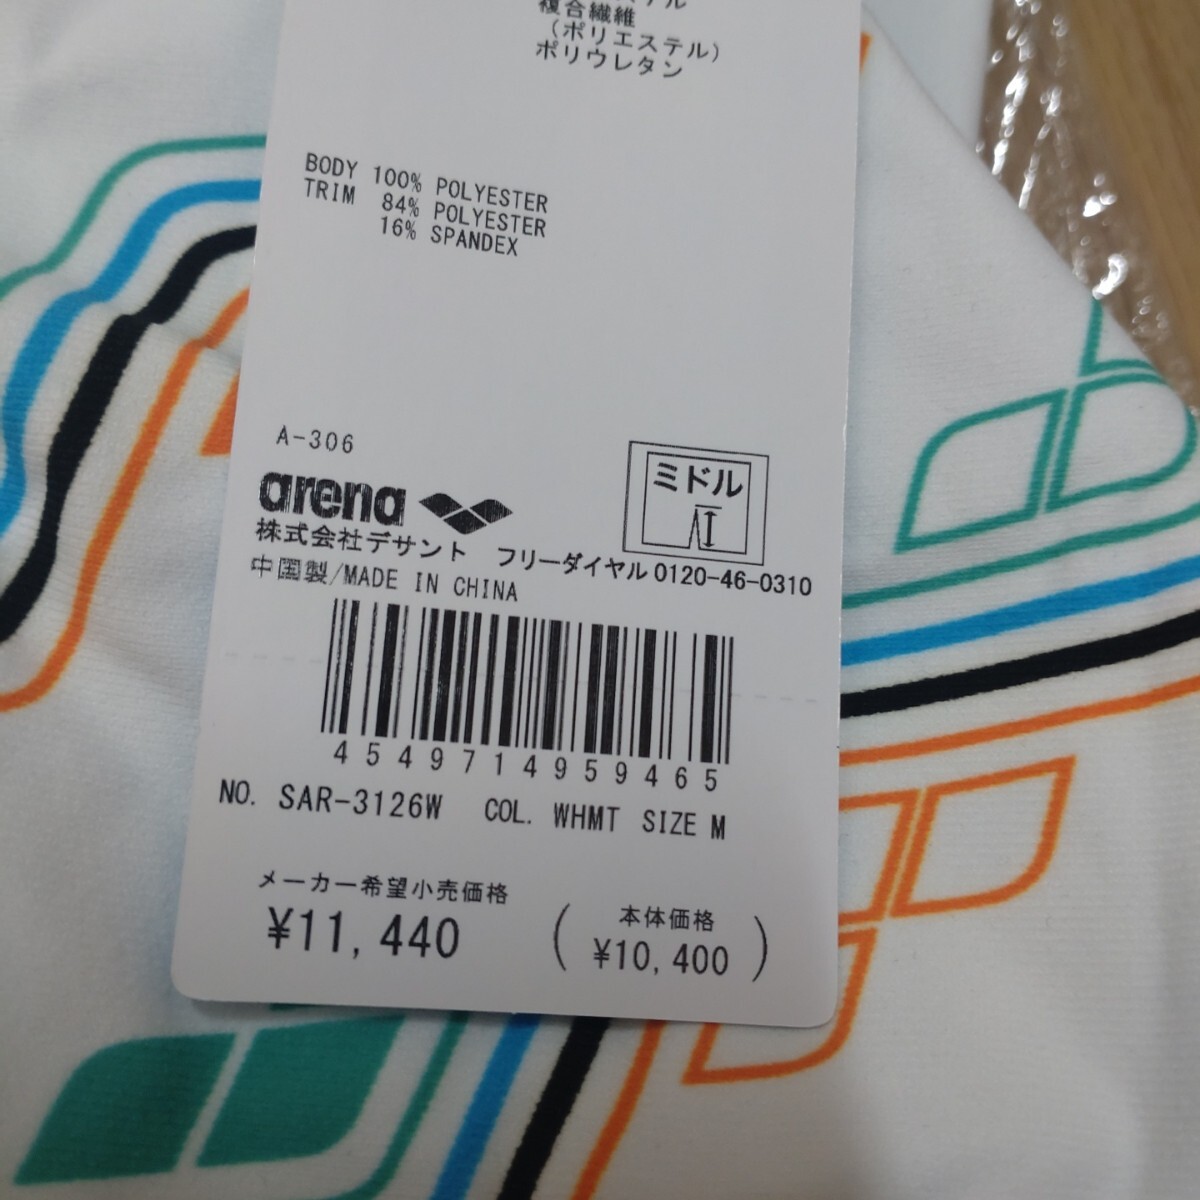 複合繊維
(ポリエステル)
ポリウレタン
BODY 100% POLYESTER
TRIM 84% POLYESTER
16% SPANDEX
A-306
arena
ミドル
株式会社デサント フリーダイヤル 0120-46-0310
中国製/MADE IN CHINA
4549714959465
NO. SAR-3126W COL. WHMT SIZE M
メーカー希望小売価格
¥11,440
(本体価格
¥10,400)